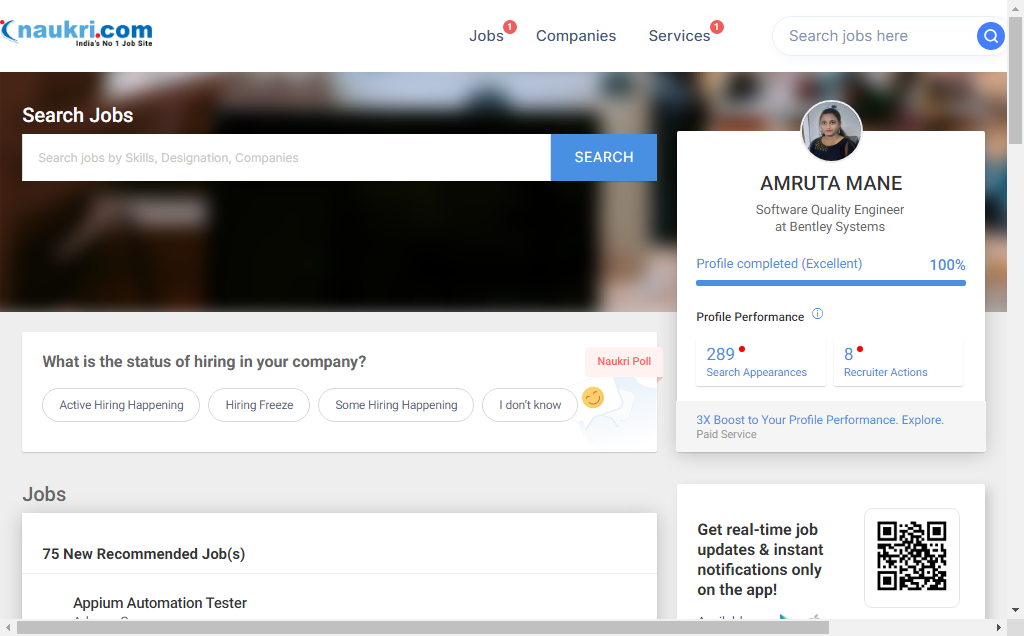 naukri.com
India's No 1 Job Site
Jobs 1
Companies
Services 1
Search jobs here
Search Jobs
Search jobs by Skills, Designation, Companies
SEARCH
AMRUTA MANE
Software Quality Engineer
at Bentley Systems
Profile completed (Excellent) 100%
Profile Performance
289
Search Appearances
8
Recruiter Actions
3X Boost to Your Profile Performance. Explore.
Paid Service
What is the status of hiring in your company?
Naukri Poll
Active Hiring Happening
Hiring Freeze
Some Hiring Happening
I don't know
Jobs
75 New Recommended Job(s)
Appium Automation Tester
Get real-time job
updates & instant
notifications only
on the app!